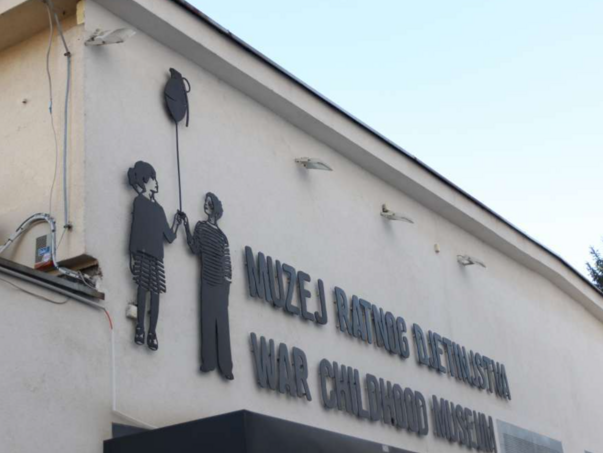 MUZEJ RATNOG DJETINJSTVA
WAR CHILDHOOD MUSEUM